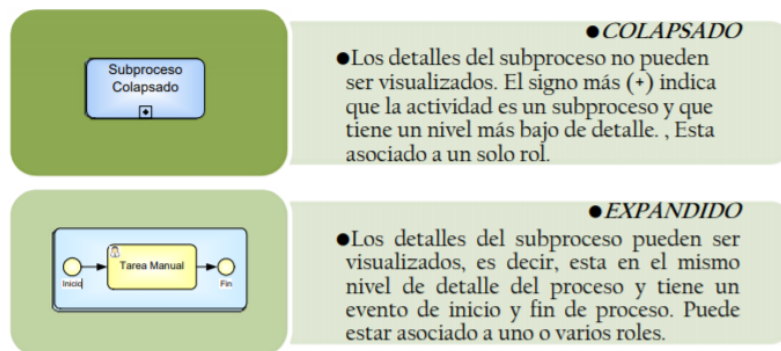 ●COLAPSADO
Subproceso
Colapsado
●Los detalles del subproceso no pueden
ser visualizados. El signo más (+) indica
que la actividad es un subproceso y que
tiene un nivel más bajo de detalle. , Esta
asociado a un solo rol.
●EXPANDIDO
Tarea Manual
Inicio
Fin
●Los detalles del subproceso pueden ser
visualizados, es decir, esta en el mismo
nivel de detalle del proceso y tiene un
evento de inicio y fin de proceso. Puede
estar asociado a uno o varios roles.